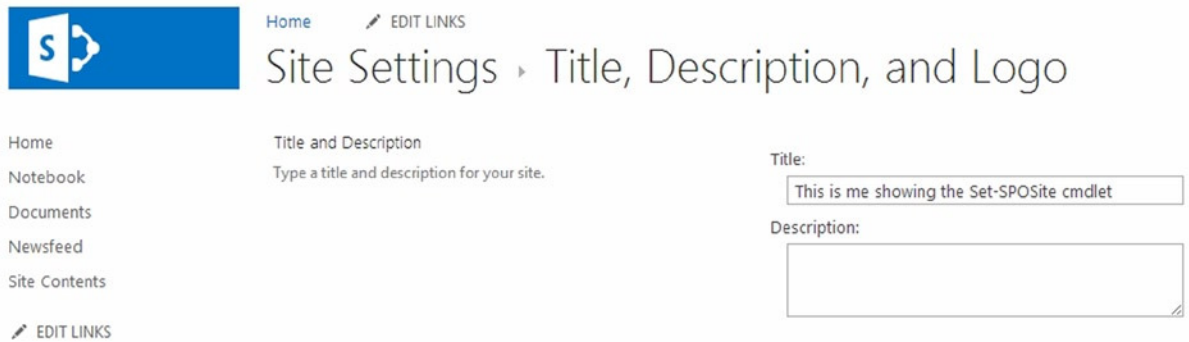 S
Home EDIT LINKS
Site Settings ▸ Title, Description, and Logo
Home
Notebook
Documents
Newsfeed
Site Contents
EDIT LINKS
Title and Description
Type a title and description for your site.
Title:
This is me showing the Set-SPOSite cmdlet
Description: